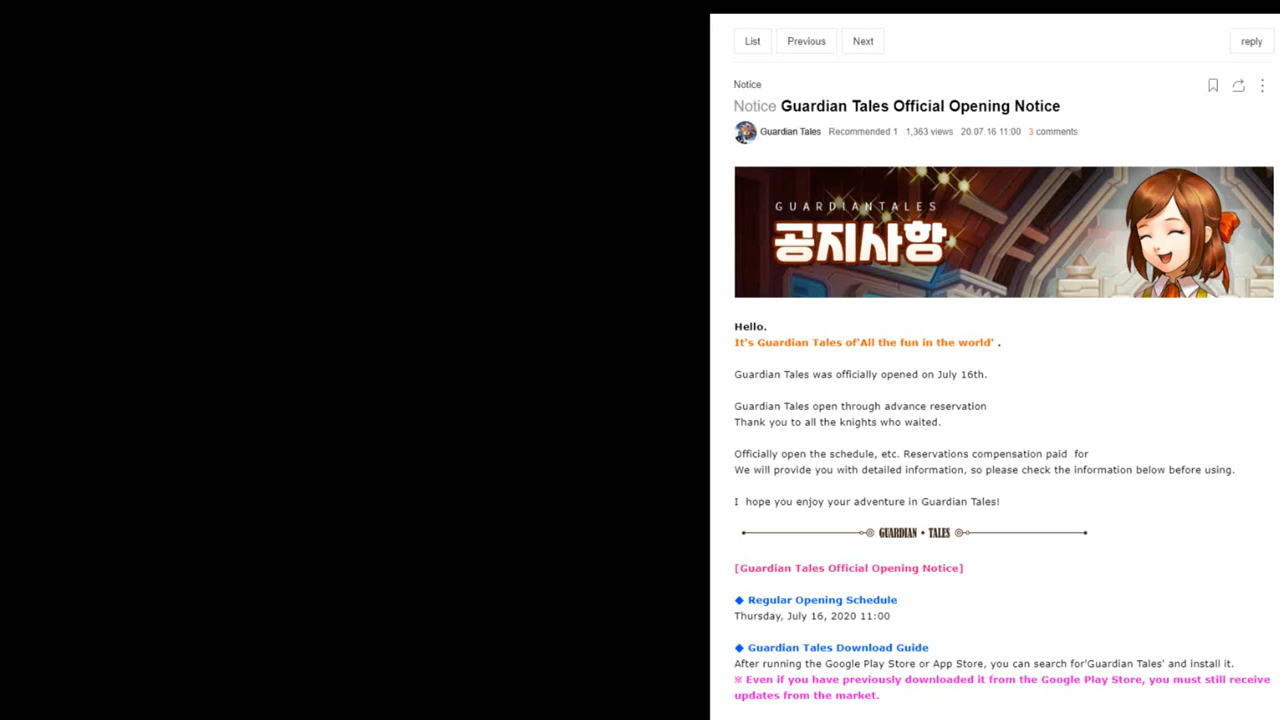 List Previous Next reply
Notice
Notice Guardian Tales Official Opening Notice
Guardian Tales Recommended 1 1,363 views 20.07.16 11:00 3 comments
GUARDIANTALES
공지사항
Hello.
It's Guardian Tales of'All the fun in the world' .
Guardian Tales was officially opened on July 16th.
Guardian Tales open through advance reservation
Thank you to all the knights who waited.
Officially open the schedule, etc. Reservations compensation paid for
We will provide you with detailed information, so please check the information below before using.
I hope you enjoy your adventure in Guardian Tales!
GUARDIAN • TALES
[Guardian Tales Official Opening Notice]
◆ Regular Opening Schedule
Thursday, July 16, 2020 11:00
◆ Guardian Tales Download Guide
After running the Google Play Store or App Store, you can search for'Guardian Tales' and install it.
※ Even if you have previously downloaded it from the Google Play Store, you must still receive
updates from the market.